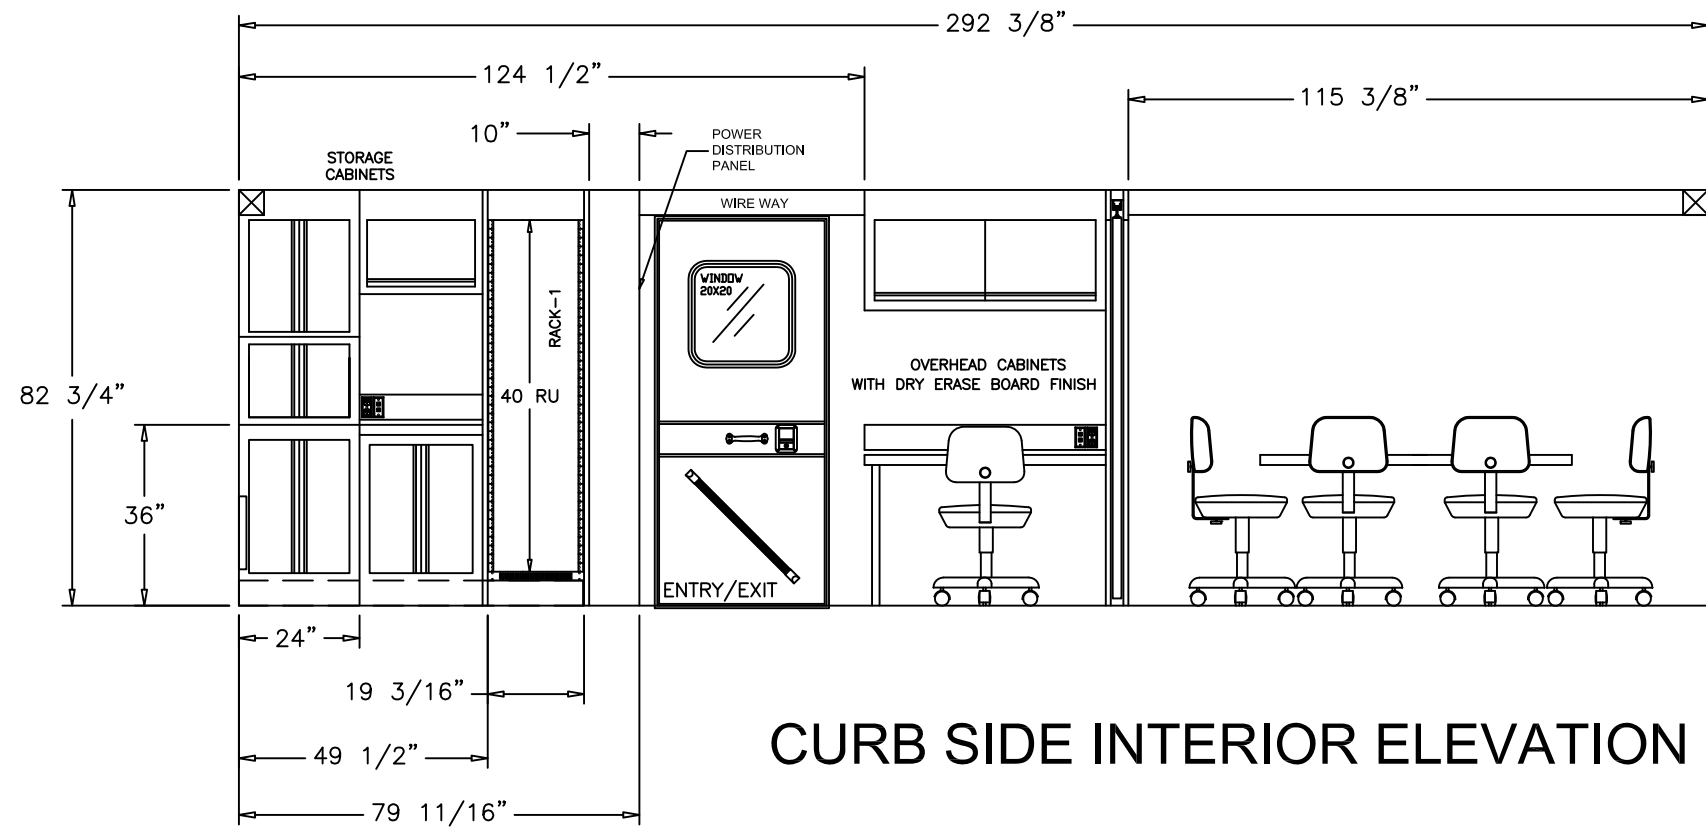 292 3/8”
124 1/2”
115 3/8”
10”
POWER
DISTRIBUTION
PANEL
STORAGE
CABINETS
WIRE WAY
WINDOW
20X20
RACK-1
OVERHEAD CABINETS
WITH DRY ERASE BOARD FINISH
82 3/4”
40 RU
36”
ENTRY/EXIT
24”
19 3/16”
CURB SIDE INTERIOR ELEVATION
49 1/2”
79 11/16”